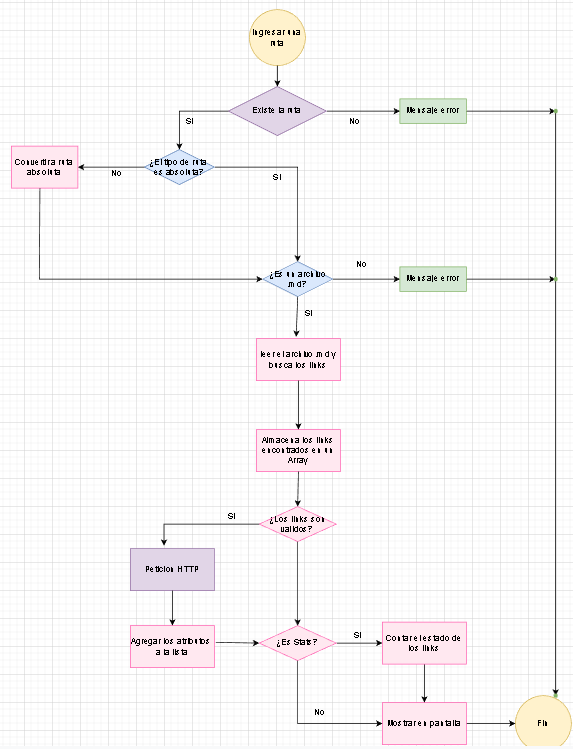 Ingresar una
ruta
Existe la ruta
Mensaje error
SI
No
Convertir a ruta
absoluta
¿El tipo de ruta
es absoluta?
No
SI
¿Es un archivo
.md?
No
Mensaje error
SI
leer el archivo .md y
busca los links
Almacena los links
encontrados en un
Array
¿Los links son
validos?
SI
Peticion HTTP
Agregar los atributos
a la lista
¿Es Stats?
SI
Contar el estado de
los links
No
Mostrar en pantalla
Fin